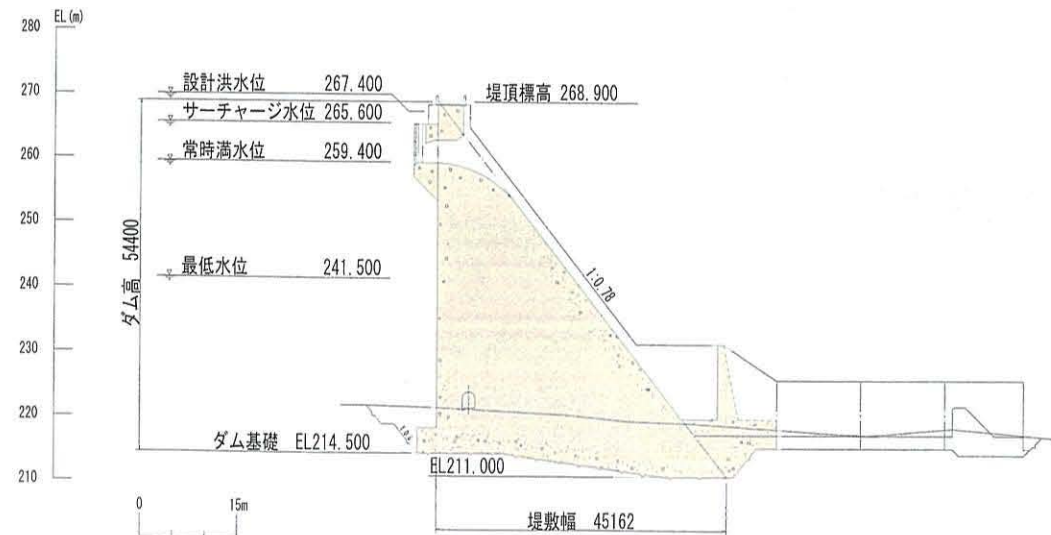 EL(m)
280
270
260
250
240
230
220
210
設計洪水位 267.400
サーチャージ水位 265.600
常時満水位 259.400
最低水位 241.500
堤頂標高 268.900
ダム高 54400
1:0.78
ダム基礎 EL214.500
EL211.000
堤敷幅 45162
0 15m